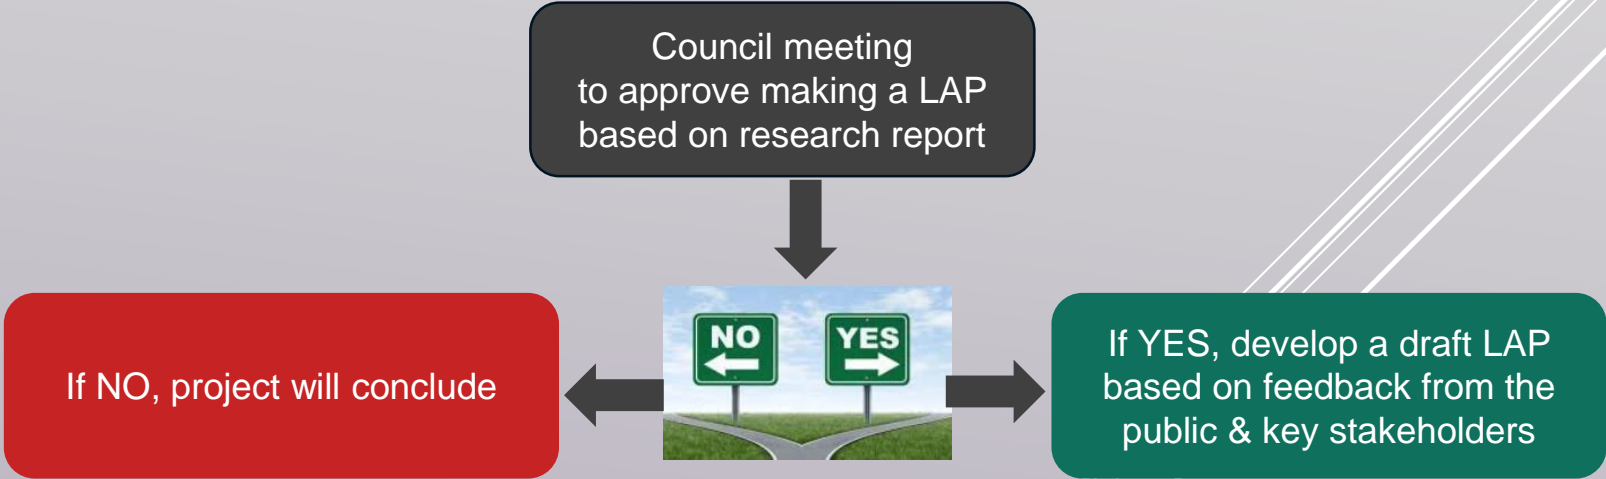 Council meeting
to approve making a LAP
based on research report
If NO, project will conclude
NO
YES
If YES, develop a draft LAP
based on feedback from the
public & key stakeholders